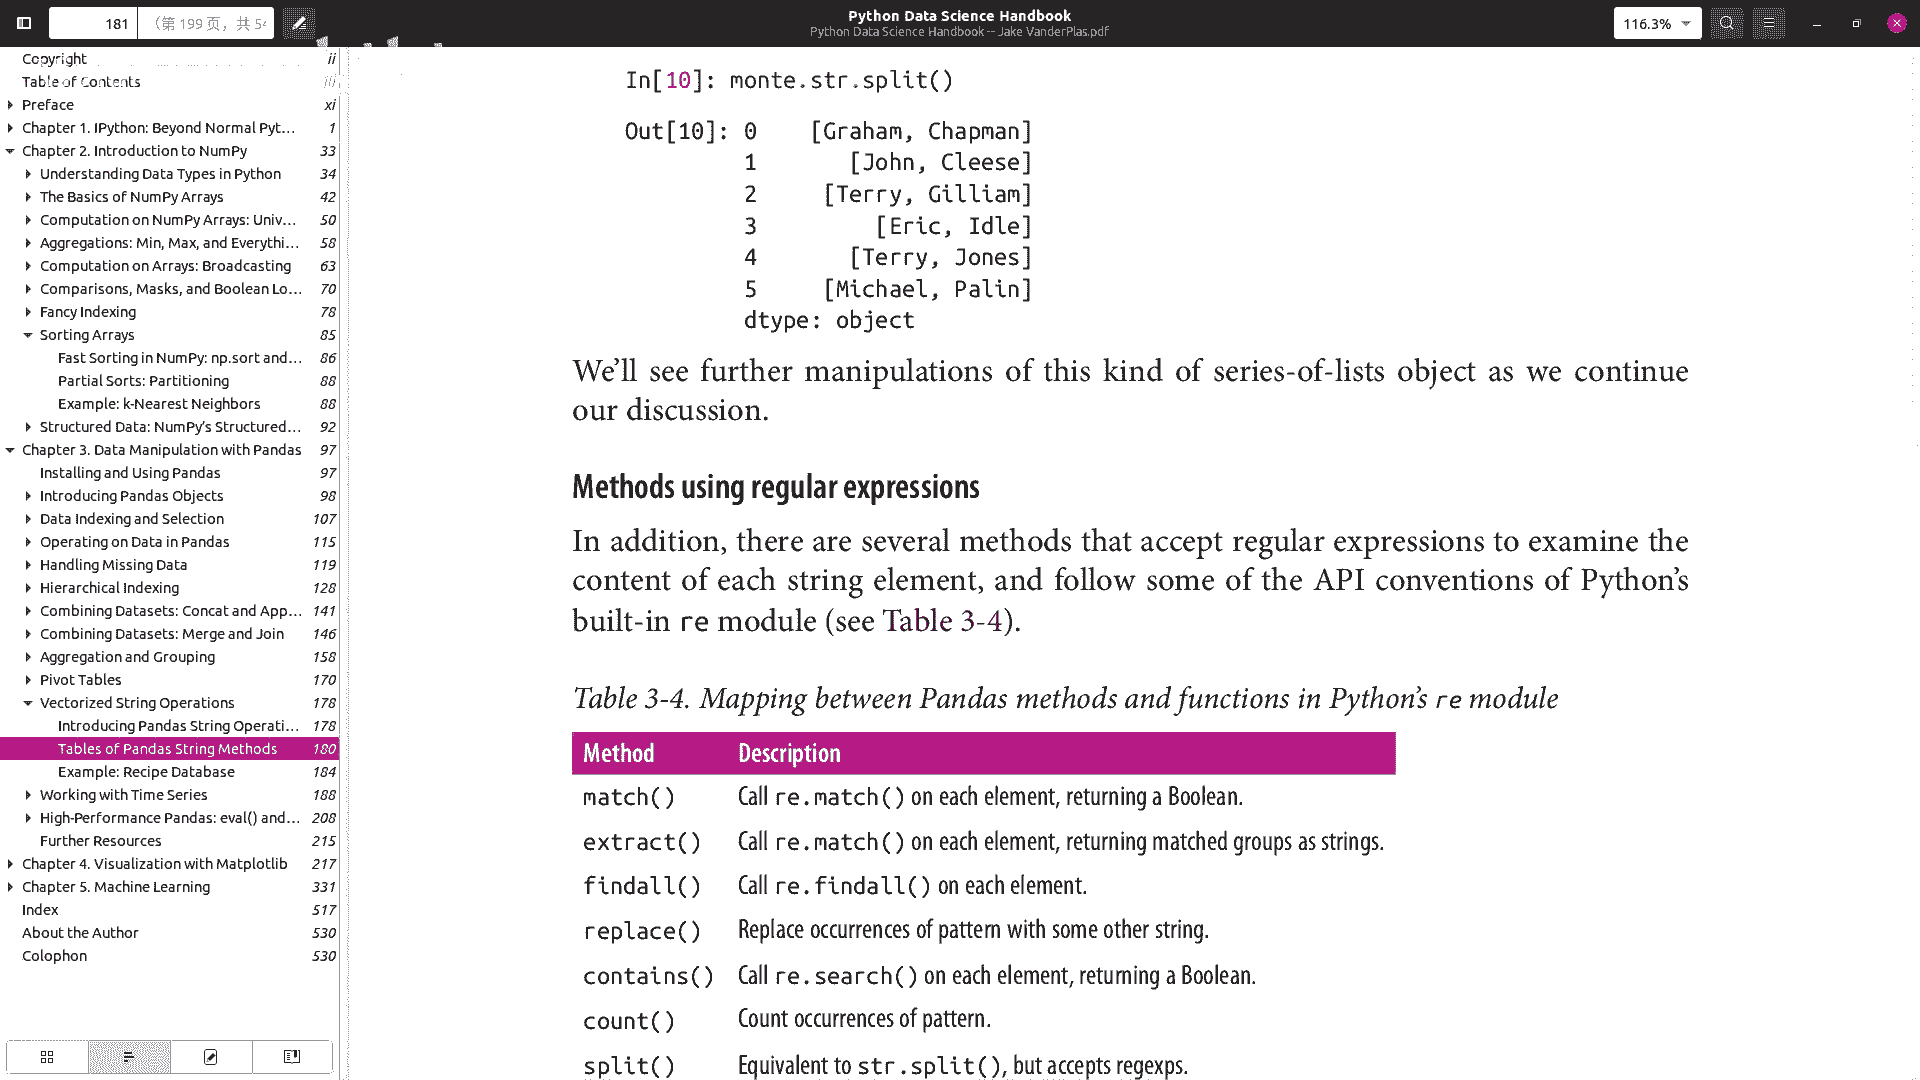 181
（第 199 页，共 54
Python Data Science Handbook
Python Data Science Handbook -- Jake VanderPlas.pdf
116.3%
Copyright ii
Table of Contents iii
Preface xi
Chapter 1. IPython: Beyond Normal Pyt… 1
Chapter 2. Introduction to NumPy 33
Understanding Data Types in Python 34
The Basics of NumPy Arrays 42
Computation on NumPy Arrays: Univ… 50
Aggregations: Min, Max, and Everythi… 58
Computation on Arrays: Broadcasting 63
Comparisons, Masks, and Boolean Lo… 70
Fancy Indexing 78
Sorting Arrays 85
Fast Sorting in NumPy: np.sort and… 86
Partial Sorts: Partitioning 88
Example: k-Nearest Neighbors 88
Structured Data: NumPy’s Structured… 92
Chapter 3. Data Manipulation with Pandas 97
Installing and Using Pandas 97
Introducing Pandas Objects 98
Data Indexing and Selection 107
Operating on Data in Pandas 115
Handling Missing Data 119
Hierarchical Indexing 128
Combining Datasets: Concat and App… 141
Combining Datasets: Merge and Join 146
Aggregation and Grouping 158
Pivot Tables 170
Vectorized String Operations 178
Introducing Pandas String Operati… 178
Tables of Pandas String Methods 180
Example: Recipe Database 184
Working with Time Series 188
High-Performance Pandas: eval() and… 208
Further Resources 215
Chapter 4. Visualization with Matplotlib 217
Chapter 5. Machine Learning 331
Index 517
About the Author 530
Colophon 530
In[10]: monte.str.split()
Out[10]: 0 [Graham, Chapman]
1 [John, Cleese]
2 [Terry, Gilliam]
3 [Eric, Idle]
4 [Terry, Jones]
5 [Michael, Palin]
dtype: object
We’ll see further manipulations of this kind of series-of-lists object as we continue
our discussion.
Methods using regular expressions
In addition, there are several methods that accept regular expressions to examine the
content of each string element, and follow some of the API conventions of Python’s
built-in re module (see Table 3-4).
Table 3-4. Mapping between Pandas methods and functions in Python’s re module
Method Description
match() Call re.match() on each element, returning a Boolean.
extract() Call re.match() on each element, returning matched groups as strings.
findall() Call re.findall() on each element.
replace() Replace occurrences of pattern with some other string.
contains() Call re.search() on each element, returning a Boolean.
count() Count occurrences of pattern.
split() Equivalent to str.split(), but accepts regexps.